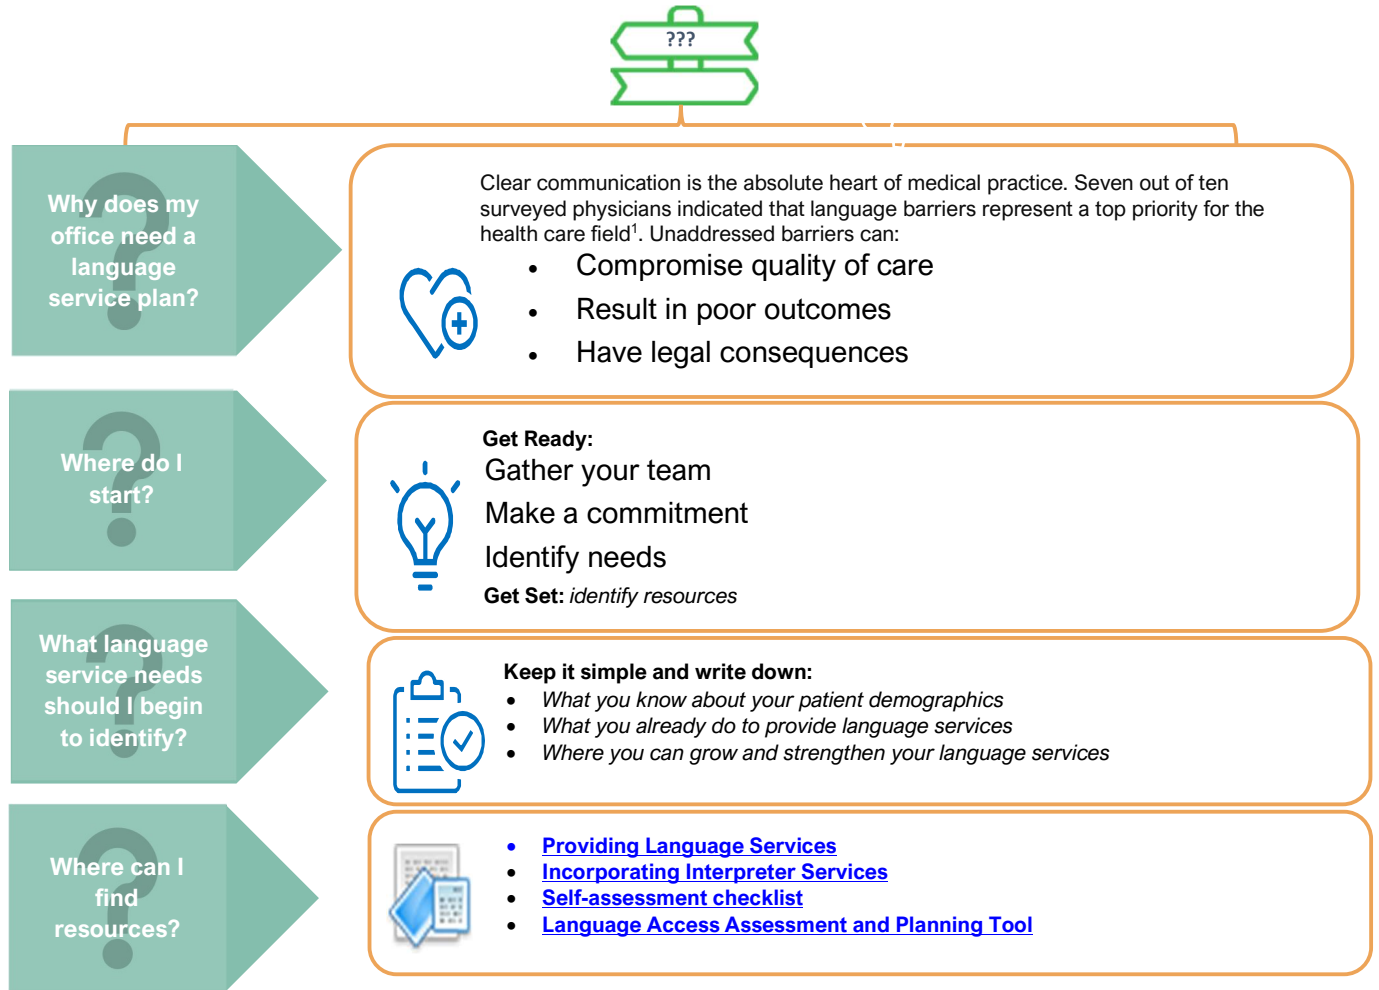 ???
Why does my
office need a
language
service plan?
Clear communication is the absolute heart of medical practice. Seven out of ten
surveyed physicians indicated that language barriers represent a top priority for the
health care field¹. Unaddressed barriers can:
• Compromise quality of care
• Result in poor outcomes
• Have legal consequences
Where do I
start?
Get Ready:
Gather your team
Make a commitment
Identify needs
Get Set: identify resources
What language
service needs
should I begin
to identify?
Keep it simple and write down:
• What you know about your patient demographics
• What you already do to provide language services
• Where you can grow and strengthen your language services
Where can I
find
resources?
• Providing Language Services
• Incorporating Interpreter Services
• Self-assessment checklist
• Language Access Assessment and Planning Tool